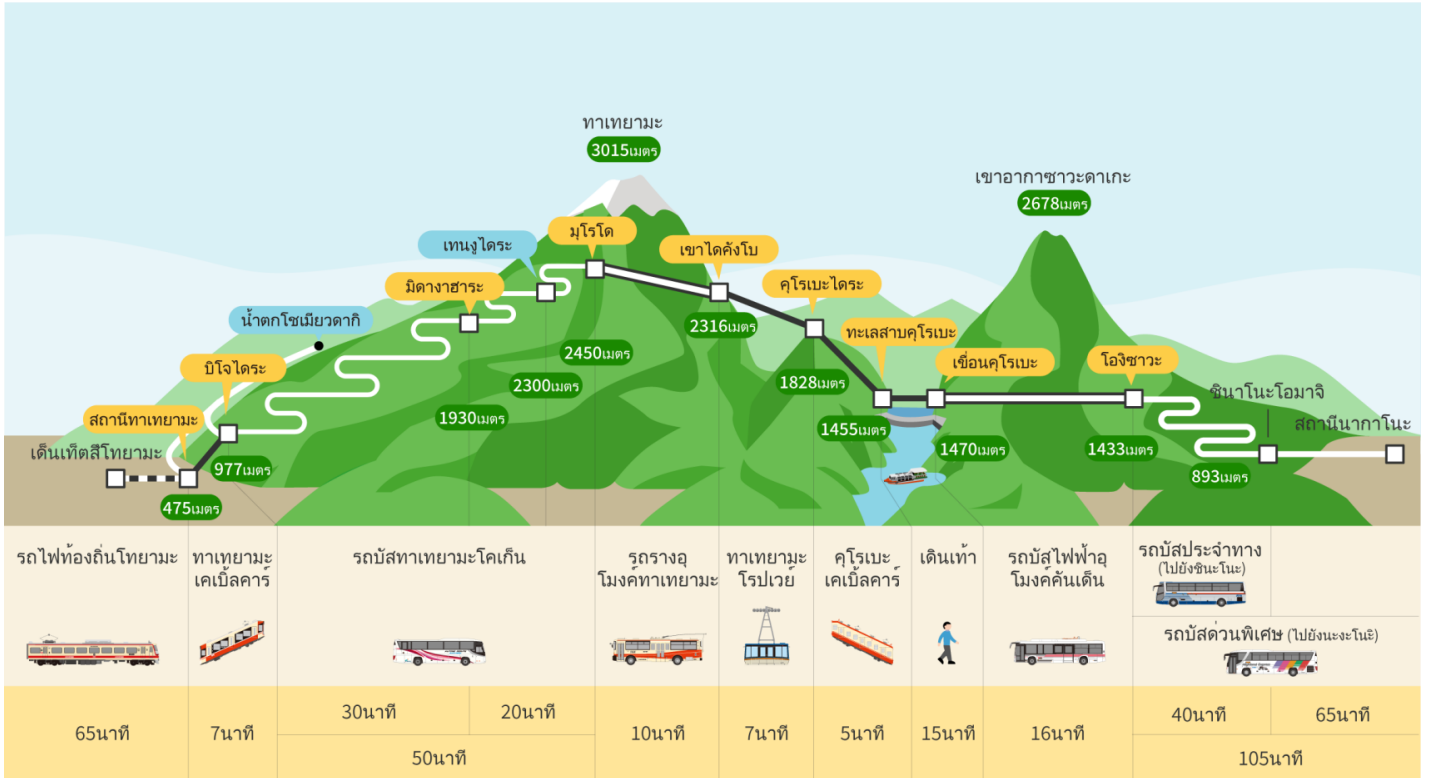 ทาเทยามะ
3015เมตร
เขาอากาซาวะดาเกะ
2678เมตร
เทนงูไดระ
มุโรโด
เขาไดคังโบ
มิดางาฮาระ
คุโรเบะไดระ
น้ำตกโชเมียวดากิ
2316เมตร
ทะเลสาบคุโรเบะ
บิโจไดระ
2450เมตร
เขื่อนคุโรเบะ
โองิซาวะ
2300เมตร
1828เมตร
ชินาโนะโอมาจิ
สถานีทาเทยามะ
1930เมตร
1455เมตร
สถานีนากาโนะ
เด็นเท็ตสึโทยามะ
977เมตร
1470เมตร
1433เมตร
893เมตร
475เมตร
รถไฟท้องถิ่นโทยามะ
ทาเทยามะ
เคเบิ้ลคาร์
รถบัสทาเทยามะโคเก็น
รถรางอุ
โมงค์ทาเทยามะ
ทาเทยามะ
โรปเวย์
คุโรเบะ
เคเบิ้ลคาร์
เดินเท้า
รถบัสไฟฟ้าอุ
โมงค์คันเด็น
รถบัสประจำทาง
(ไปยังชินะโนะ)
รถบัสด่วนพิเศษ (ไปยังนะงะโนะ)
65นาที
7นาที
30นาที
20นาที
50นาที
10นาที
7นาที
5นาที
15นาที
16นาที
40นาที
65นาที
105นาที